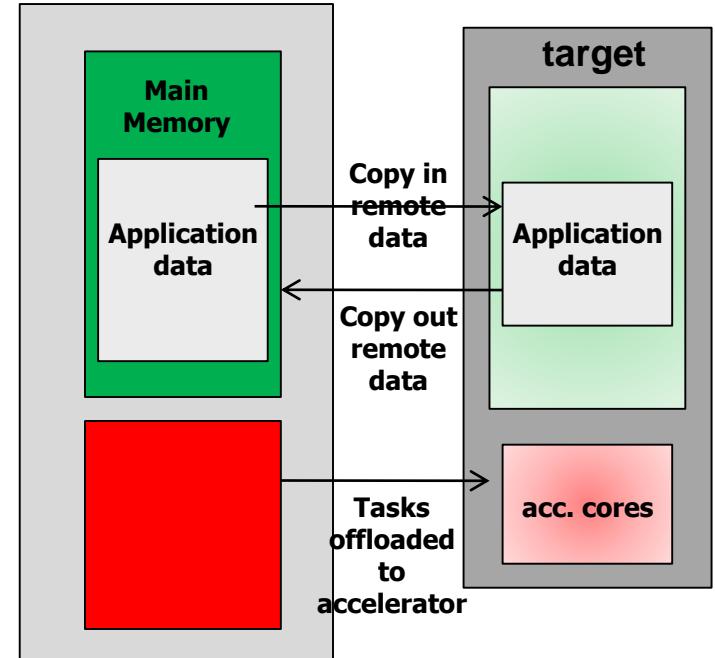 target
Main
Memory
Application
data
Copy in
remote
data
Application
data
Copy out
remote
data
Tasks
offloaded
to
accelerator
acc. cores